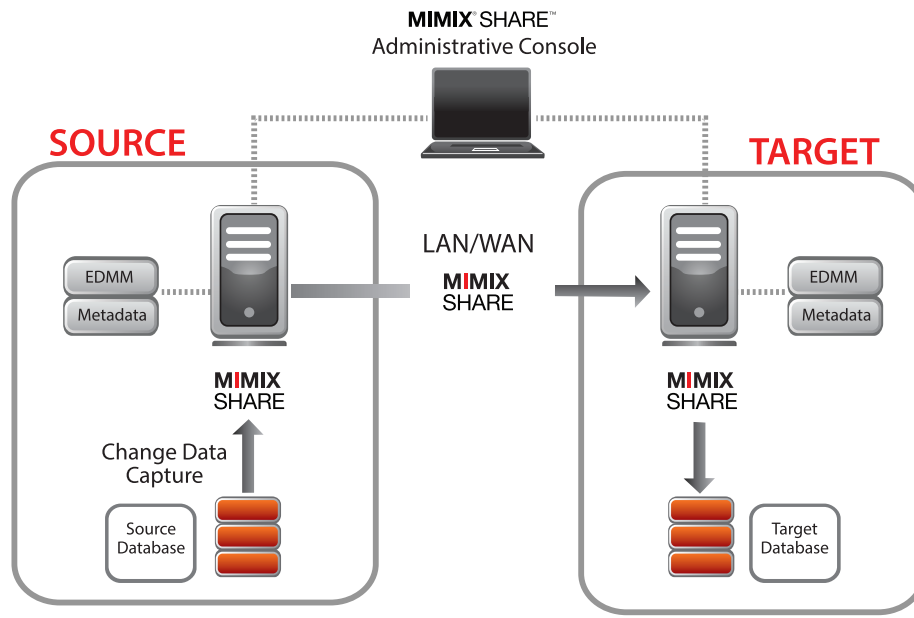 MIMIX® SHARE™
Administrative Console
SOURCE
TARGET
LAN/WAN
MIMIX
SHARE
EDMM
Metadata
EDMM
Metadata
MIMIX
SHARE
MIMIX
SHARE
Change Data
Capture
Source
Database
Target
Database